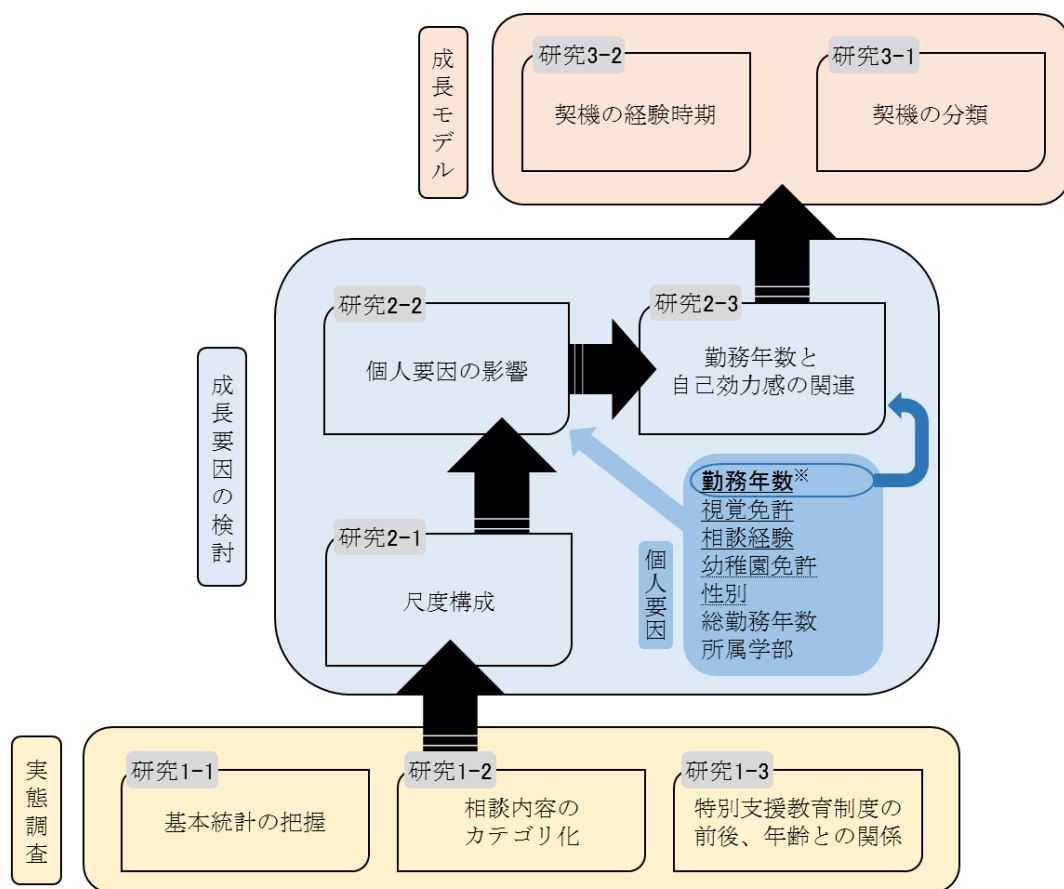 成長モデル
研究3-2
契機の経験時期
研究3-1
契機の分類
成長要因の検討
研究2-2
個人要因の影響
研究2-3
勤務年数と
自己効力感の関連
研究2-1
尺度構成
個人要因
勤務年数※
視覚免許
相談経験
幼稚園免許
性別
総勤務年数
所属学部
実態調査
研究1-1
基本統計の把握
研究1-2
相談内容の
カテゴリ化
研究1-3
特別支援教育制度の
前後、年齢との関係